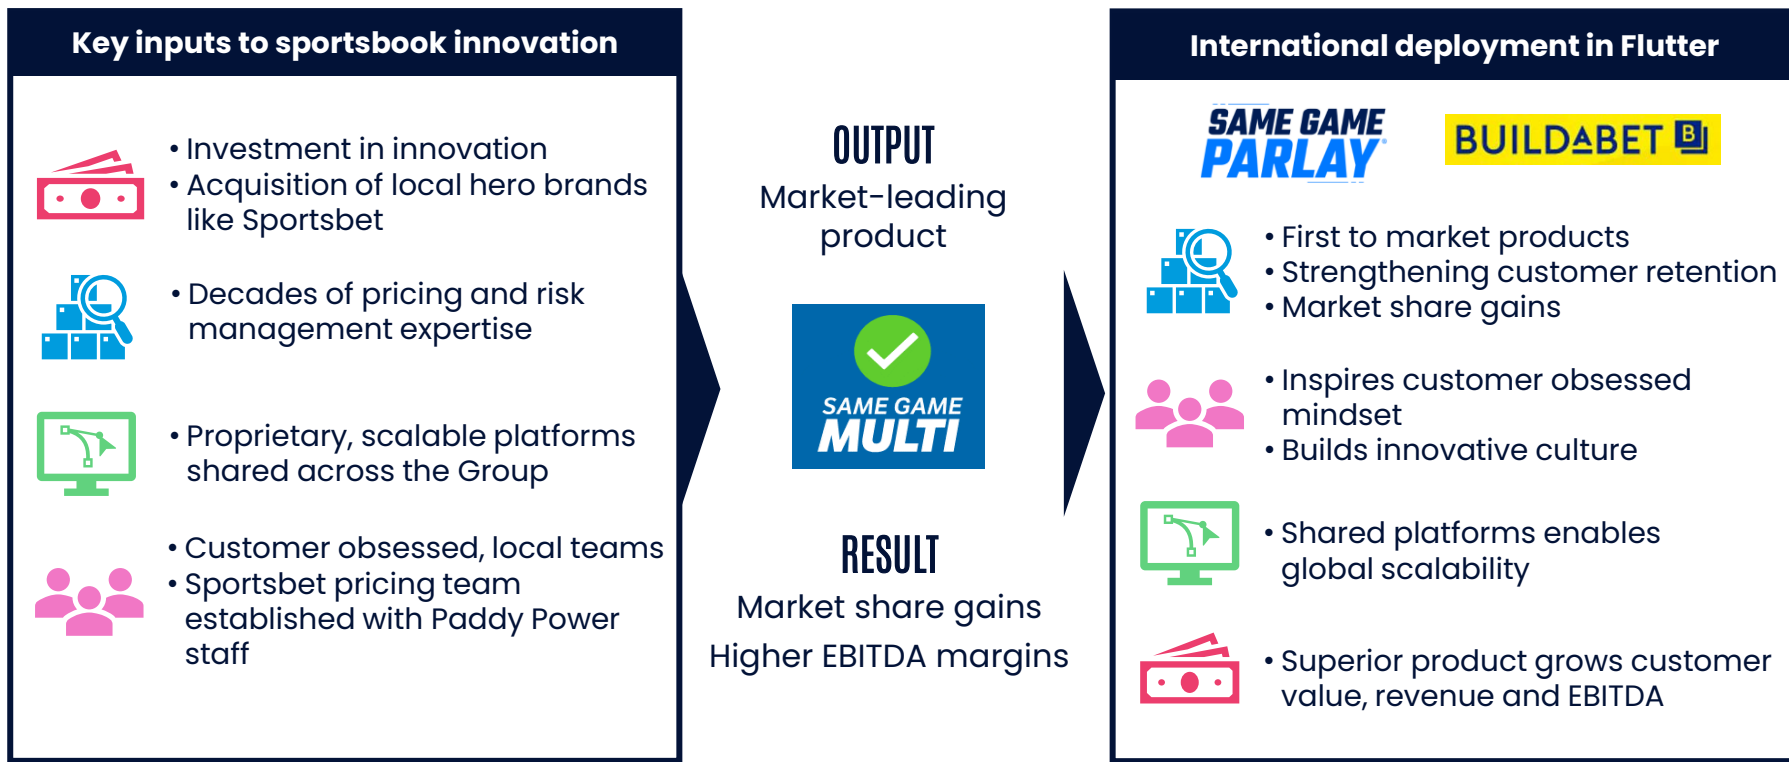 Key inputs to sportsbook innovation
• Investment in innovation
• Acquisition of local hero brands
like Sportsbet
• Decades of pricing and risk
management expertise
• Proprietary, scalable platforms
shared across the Group
• Customer obsessed, local teams
• Sportsbet pricing team
established with Paddy Power
staff
OUTPUT
Market-leading
product
SAME GAME
MULTI
RESULT
Market share gains
Higher EBITDA margins
International deployment in Flutter
SAME GAME
PARLAY
BUILDABET B
• First to market products
• Strengthening customer retention
• Market share gains
• Inspires customer obsessed
mindset
• Builds innovative culture
• Shared platforms enables
global scalability
• Superior product grows customer
value, revenue and EBITDA